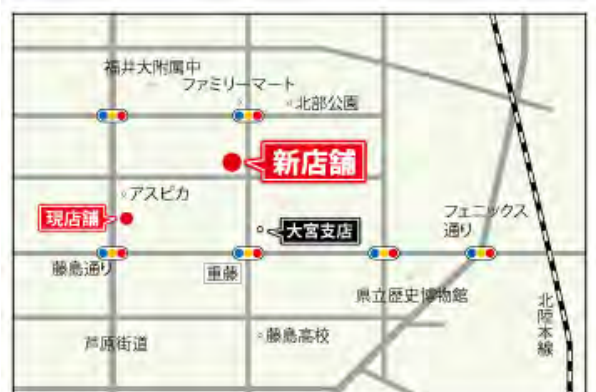 福井大附属中
ファミリーマート
北部公園
新店舗
アスピカ
現店舗
大宮支店
フェニックス
通り
藤島通り
重藤
県立歴史博物館
北陸本線
芦原街道
藤島高校